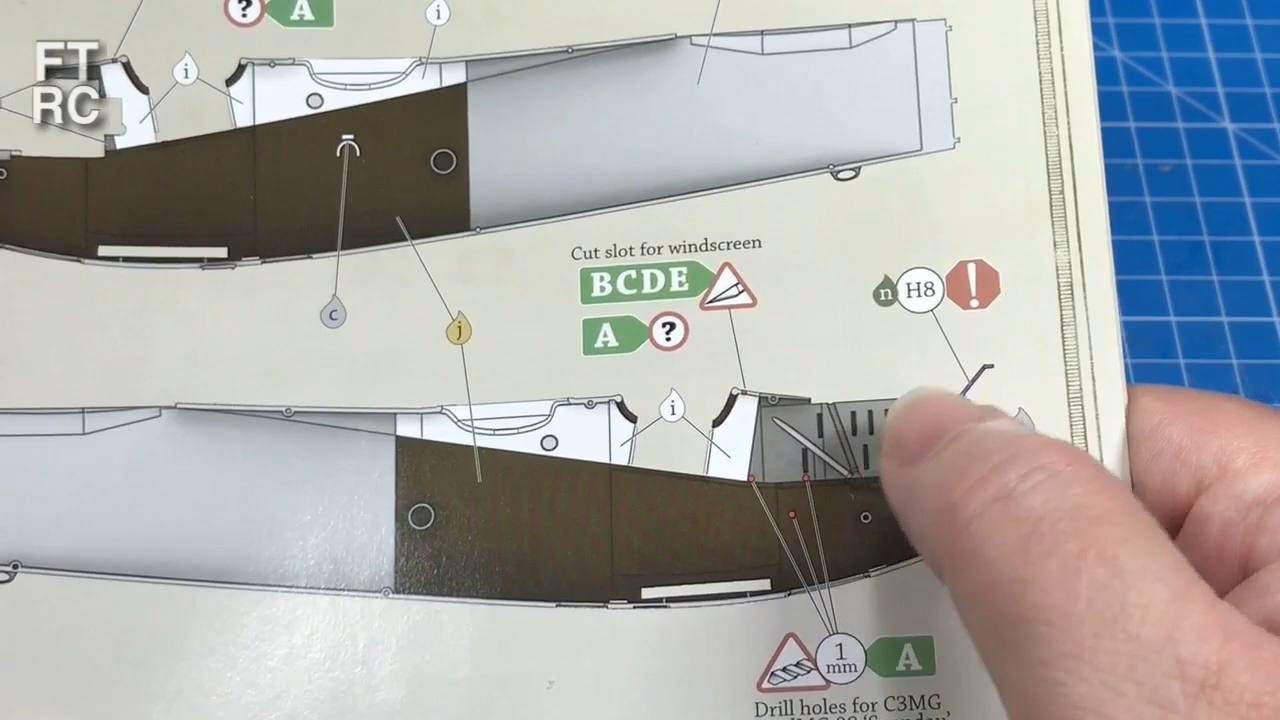 FT
RC
? A
i
i
c
j
Cut slot for windscreen
BCDE
A ?
n H8 !
i
1
mm
A
Drill holes for C3MG